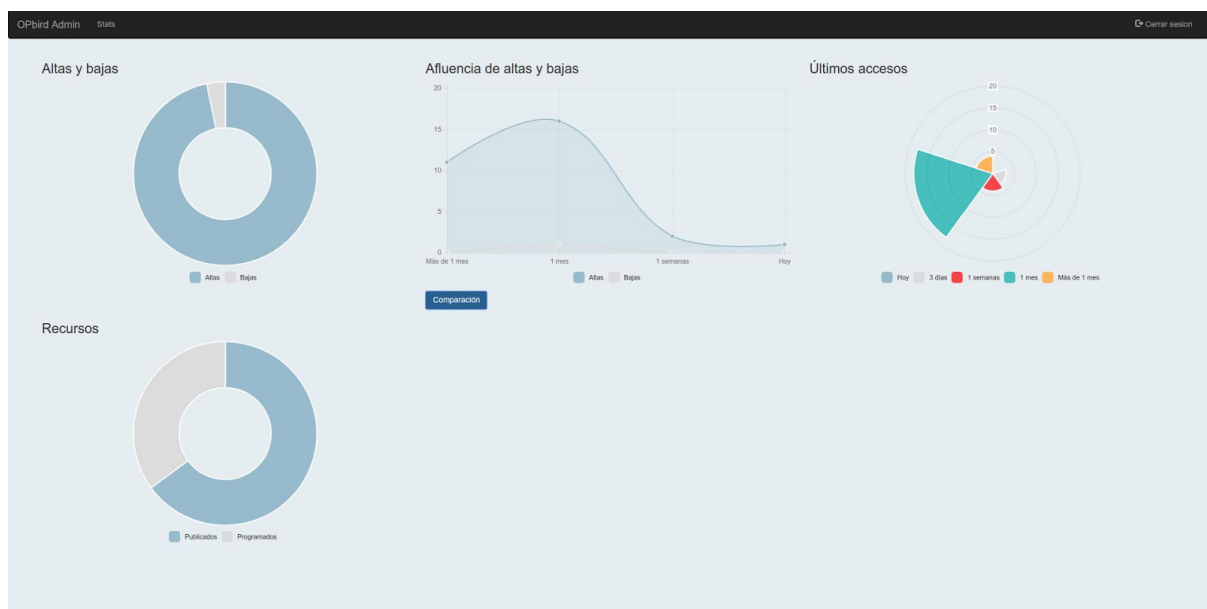 OPbird Admin Stats Cerrar sesion
Altas y bajas
Altas Bajas
Afluencia de altas y bajas
20
15
10
5
0
Más de 1 mes 1 mes 1 semanas Hoy
Altas Bajas
Comparación
Últimos accesos
20
15
10
5
Hoy 3 días 1 semanas 1 mes Más de 1 mes
Recursos
Publicados Programados